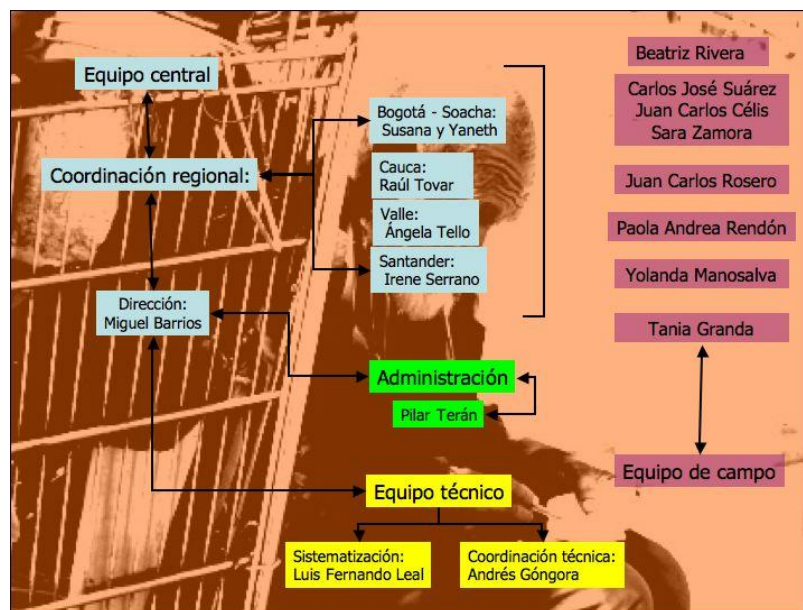 Equipo central
Coordinación regional:
Dirección:
Miguel Barrios
Bogotá - Soacha:
Susana y Yaneth
Cauca:
Raúl Tovar
Valle:
Ángela Tello
Santander:
Irene Serrano
Administración
Pilar Terán
Equipo técnico
Sistematización:
Luis Fernando Leal
Coordinación técnica:
Andrés Góngora
Beatriz Rivera
Carlos José Suárez
Juan Carlos Célis
Sara Zamora
Juan Carlos Rosero
Paola Andrea Rendón
Yolanda Manosalva
Tania Granda
Equipo de campo